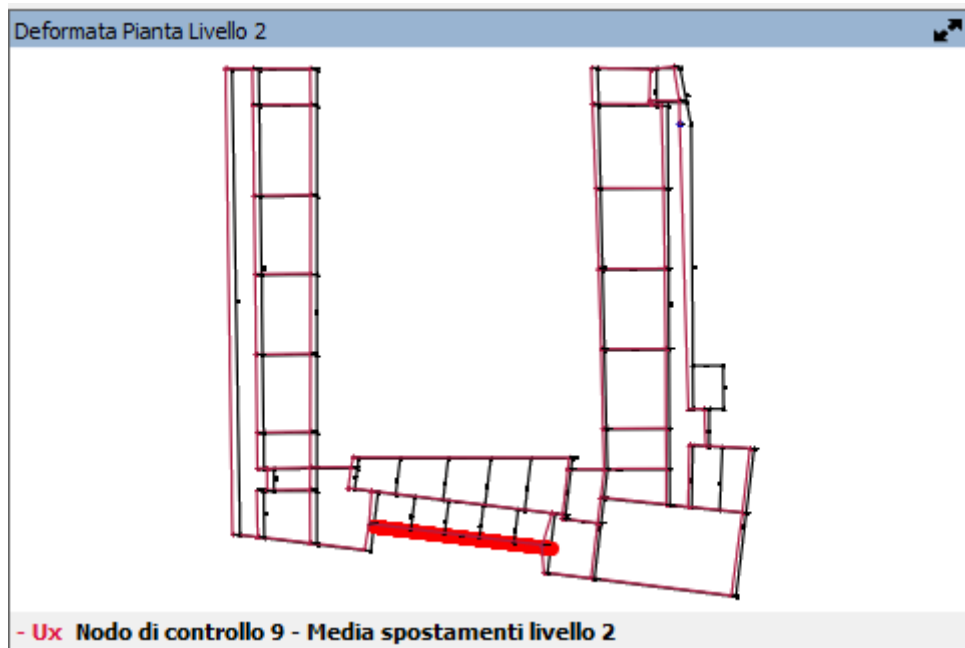 Deformata Pianta Livello 2
- Ux Nodo di controllo 9 - Media spostamenti livello 2